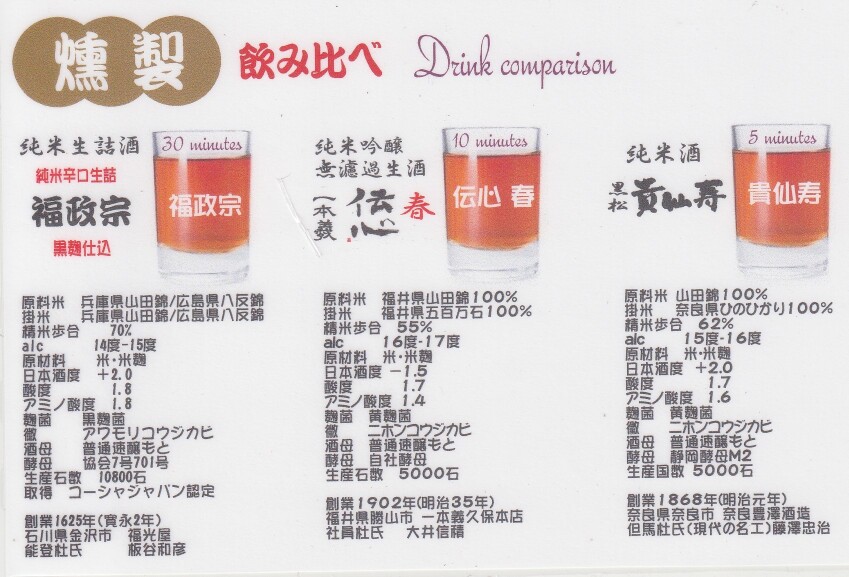 燻製 飲み比べ Drink comparison
純米生詰酒
純米辛口生詰
福政宗
黒麹仕込
30 minutes
福政宗
原料米 兵庫県山田錦/広島県八反錦
掛米 兵庫県山田錦/広島県八反錦
精米歩合 70%
alc 14度-15度
原材料 米・米麹
日本酒度 +2.0
酸度 1.8
アミノ酸度 1.8
麹菌 黒麹菌
黴 アワモリコウジカビ
酒母 普通速醸もと
酵母 協会7号701号
生産石数 10800石
取得 コーシャジャパン認定
創業1625年(寛永2年)
石川県金沢市 福光屋
能登杜氏 板谷和彦
純米吟醸
無濾過生酒
一本義 伝心 春
10 minutes
伝心 春
原料米 福井県山田錦100%
掛米 福井県五百万石100%
精米歩合 55%
alc 16度-17度
原材料 米・米麹
日本酒度 -1.5
酸度 1.7
アミノ酸度 1.4
麹菌 黄麹菌
黴 ニホンコウジカビ
酒母 普通速醸もと
酵母 自社酵母
生産石数 5000石
創業1902年(明治35年)
福井県勝山市 一本義久保本店
社員杜氏 大井信積
純米酒
黒松 貴仙寿
5 minutes
貴仙寿
原料米 山田錦100%
掛米 奈良県ひのひかり100%
精米歩合 62%
alc 15度-16度
原材料 米・米麹
日本酒度 +2.0
酸度 1.7
アミノ酸度 1.6
麹菌 黄麹菌
黴 ニホンコウジカビ
酒母 普通速醸もと
酵母 静岡酵母M2
生産国数 5000石
創業1868年(明治元年)
奈良県奈良市 奈良豊澤酒造
但馬杜氏(現代の名工)藤澤忠治